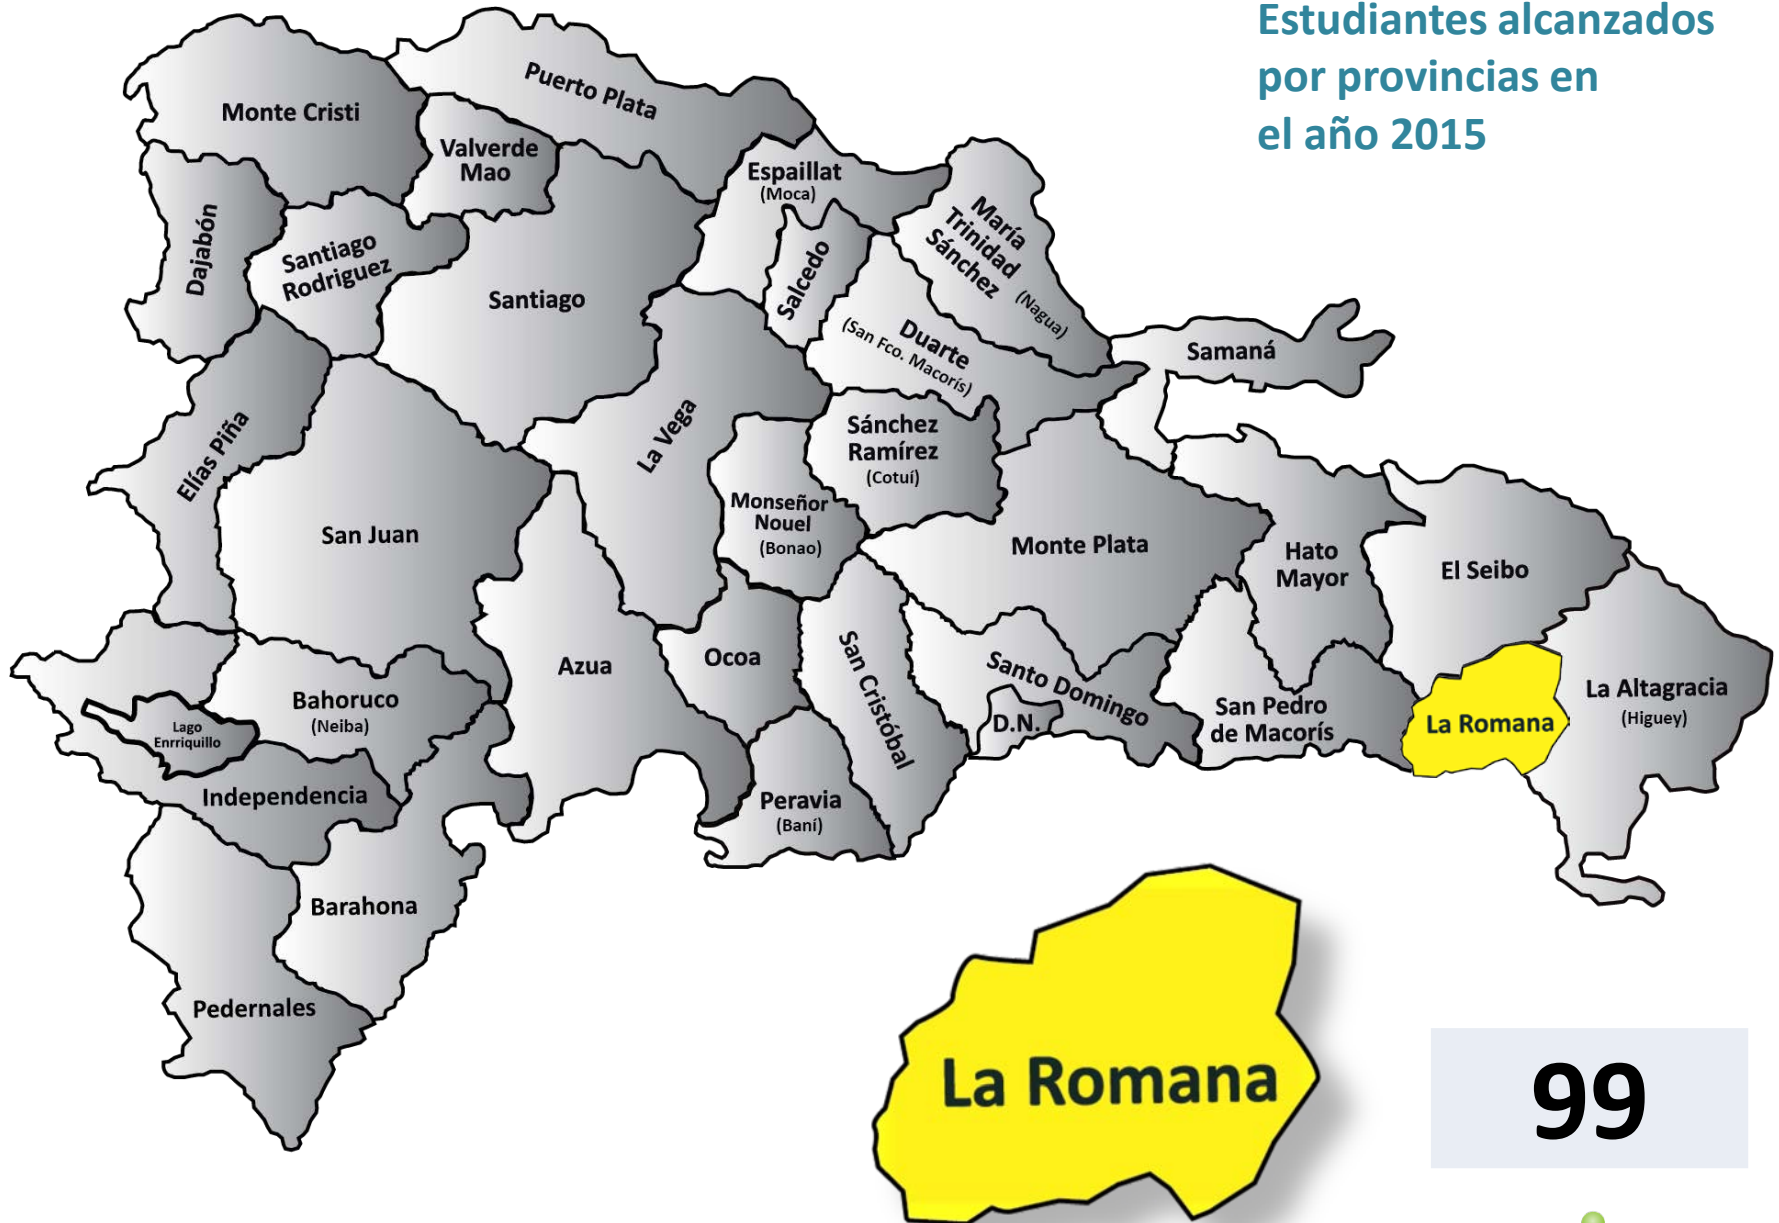 Estudiantes alcanzados
por provincias en
el año 2015
Puerto Plata
Monte Cristi
Valverde
Mao
Espaillat
(Moca)
María
Trinidad
Sánchez
(Nagua)
Dajabón
Santiago
Rodriguez
Santiago
Salcedo
Duarte
(San Fco. Macorís)
Samaná
Elías Piña
La Vega
Sánchez
Ramírez
(Cotuí)
San Juan
Monseñor
Nouel
(Bonao)
Monte Plata
Hato
Mayor
El Seibo
Azua
Ocoa
San Cristóbal
Santo Domingo
D.N.
San Pedro
de Macorís
La Romana
La Altagracia
(Higuey)
Bahoruco
(Neiba)
Lago
Enrriquillo
Independencia
Peravia
(Baní)
Barahona
Pedernales
La Romana
99